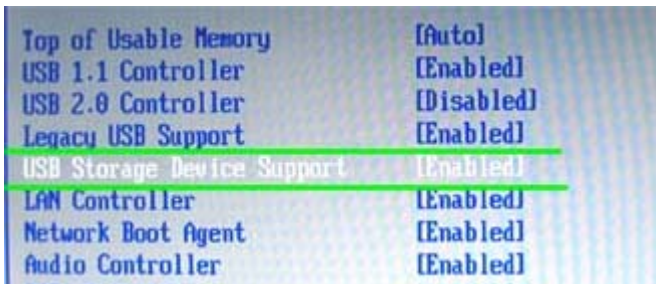 Top of Usable Memory [Auto]
USB 1.1 Controller [Enabled]
USB 2.0 Controller [Disabled]
Legacy USB Support [Enabled]
USB Storage Device Support [Enabled]
LAN Controller [Enabled]
Network Boot Agent [Enabled]
Audio Controller [Enabled]